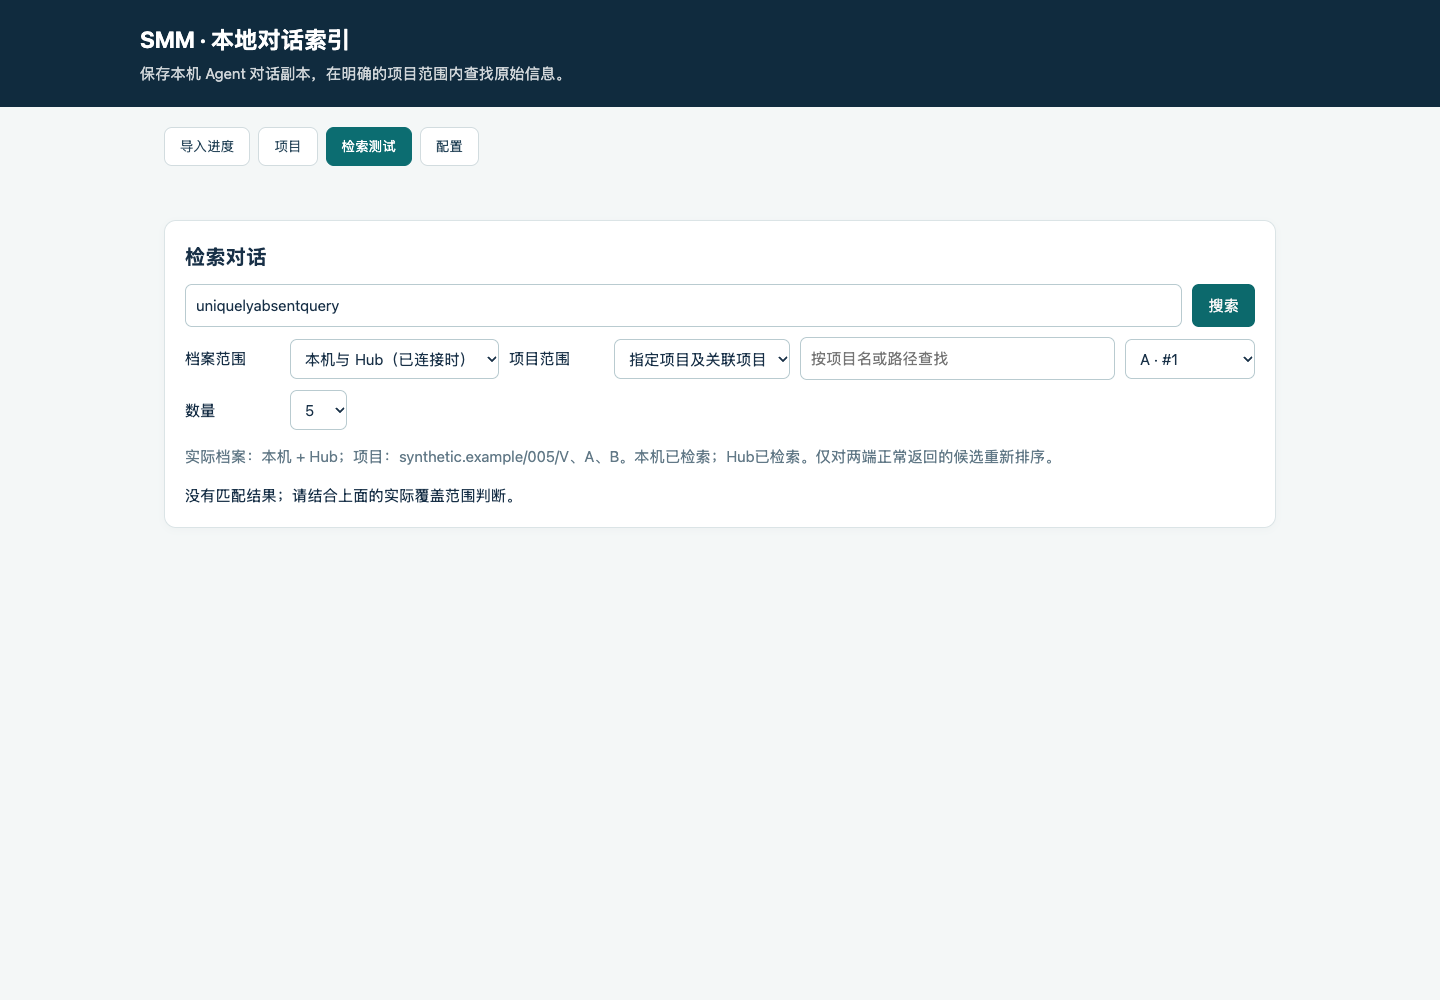 SMM · 本地对话索引
保存本机 Agent 对话副本，在明确的项目范围内查找原始信息。
导入进度 项目 检索测试 配置
检索对话
uniquelyabsentquery 搜索
档案范围 本机与 Hub（已连接时） 项目范围 指定项目及关联项目 按项目名或路径查找 A · #1
数量 5
实际档案：本机 + Hub；项目：synthetic.example/005/V、A、B。本机已检索；Hub已检索。仅对两端正常返回的候选重新排序。
没有匹配结果；请结合上面的实际覆盖范围判断。